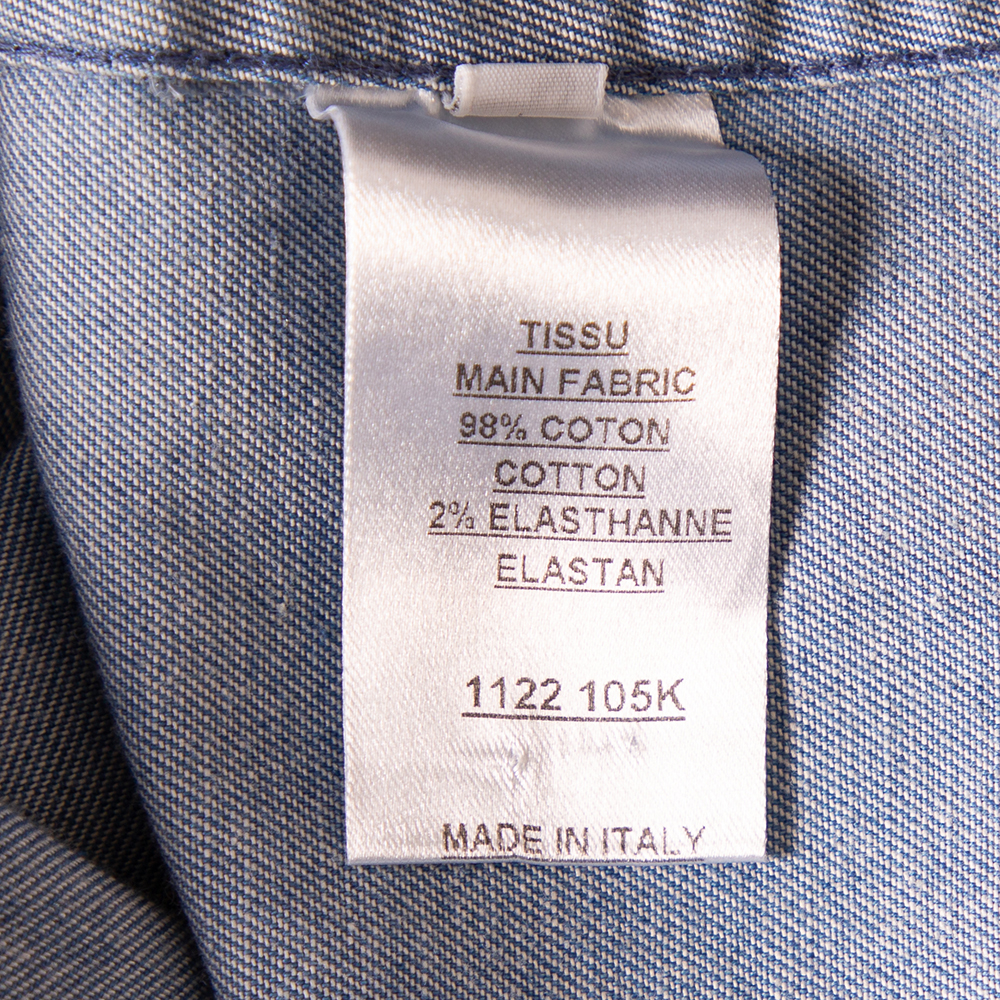 TISSU
MAIN FABRIC
98% COTON
COTTON
2% ELASTHANNE
ELASTAN
1122 105K
MADE IN ITALY